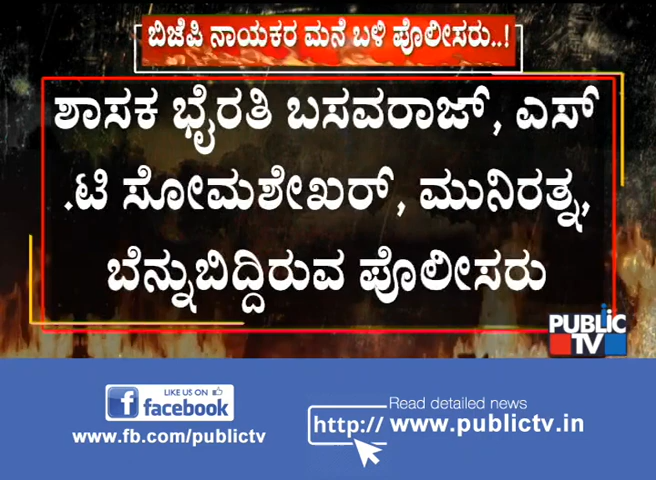 ಬಿಜೆಪಿ ನಾಯಕರ ಮನೆ ಬಳಿ ಪೊಲೀಸರು..!
ಶಾಸಕ ಭೈರತಿ ಬಸವರಾಜ್, ಎಸ್
.ಟಿ ಸೋಮಶೇಖರ್, ಮುನಿರತ್ನ,
ಬೆನ್ನುಬಿದ್ದಿರುವ ಪೊಲೀಸರು
PUBLiC
TV
LIKE US ON
facebook
www.fb.com/publictv
Read detailed news
http:// www.publictv.in